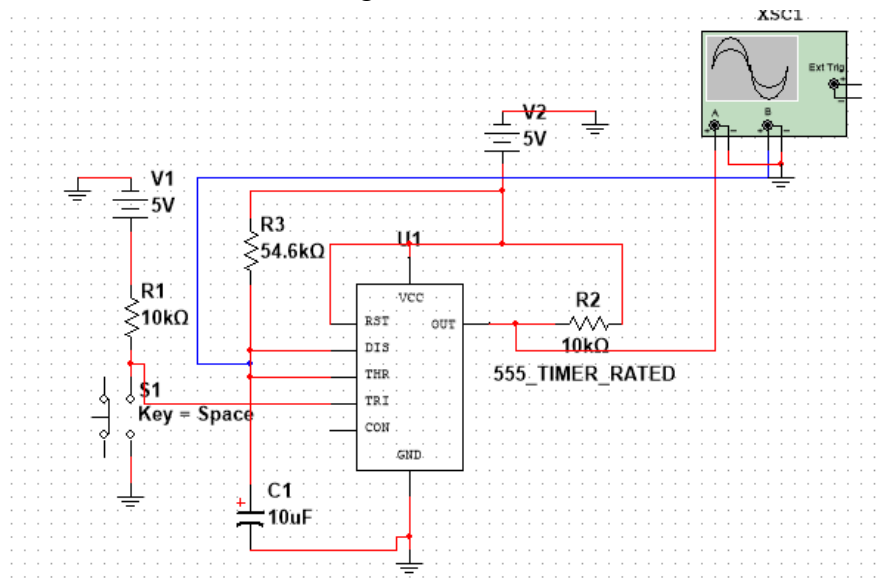 XSC1
Ext Trig
+
-
A
B
+ - + -
V2
5V
V1
5V
R3
54.6kΩ
U1
R1
10kΩ
VCC
RST
OUT
DIS
THR
TRI
CON
GND
R2
10kΩ
555_TIMER_RATED
S1
Key = Space
C1
+
10uF